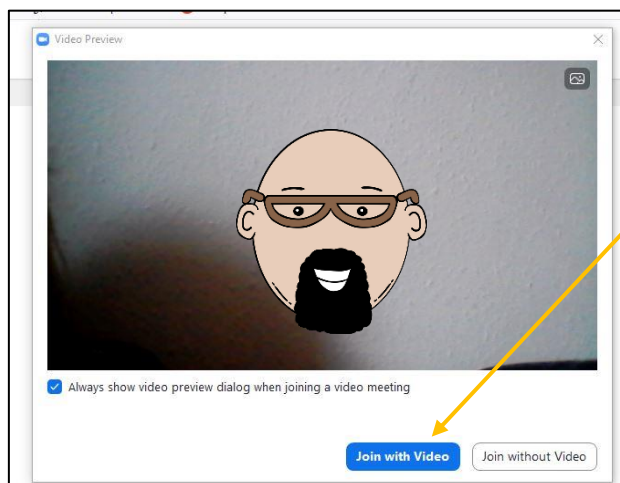 Video Preview
Always show video preview dialog when joining a video meeting
Join with Video
Join without Video